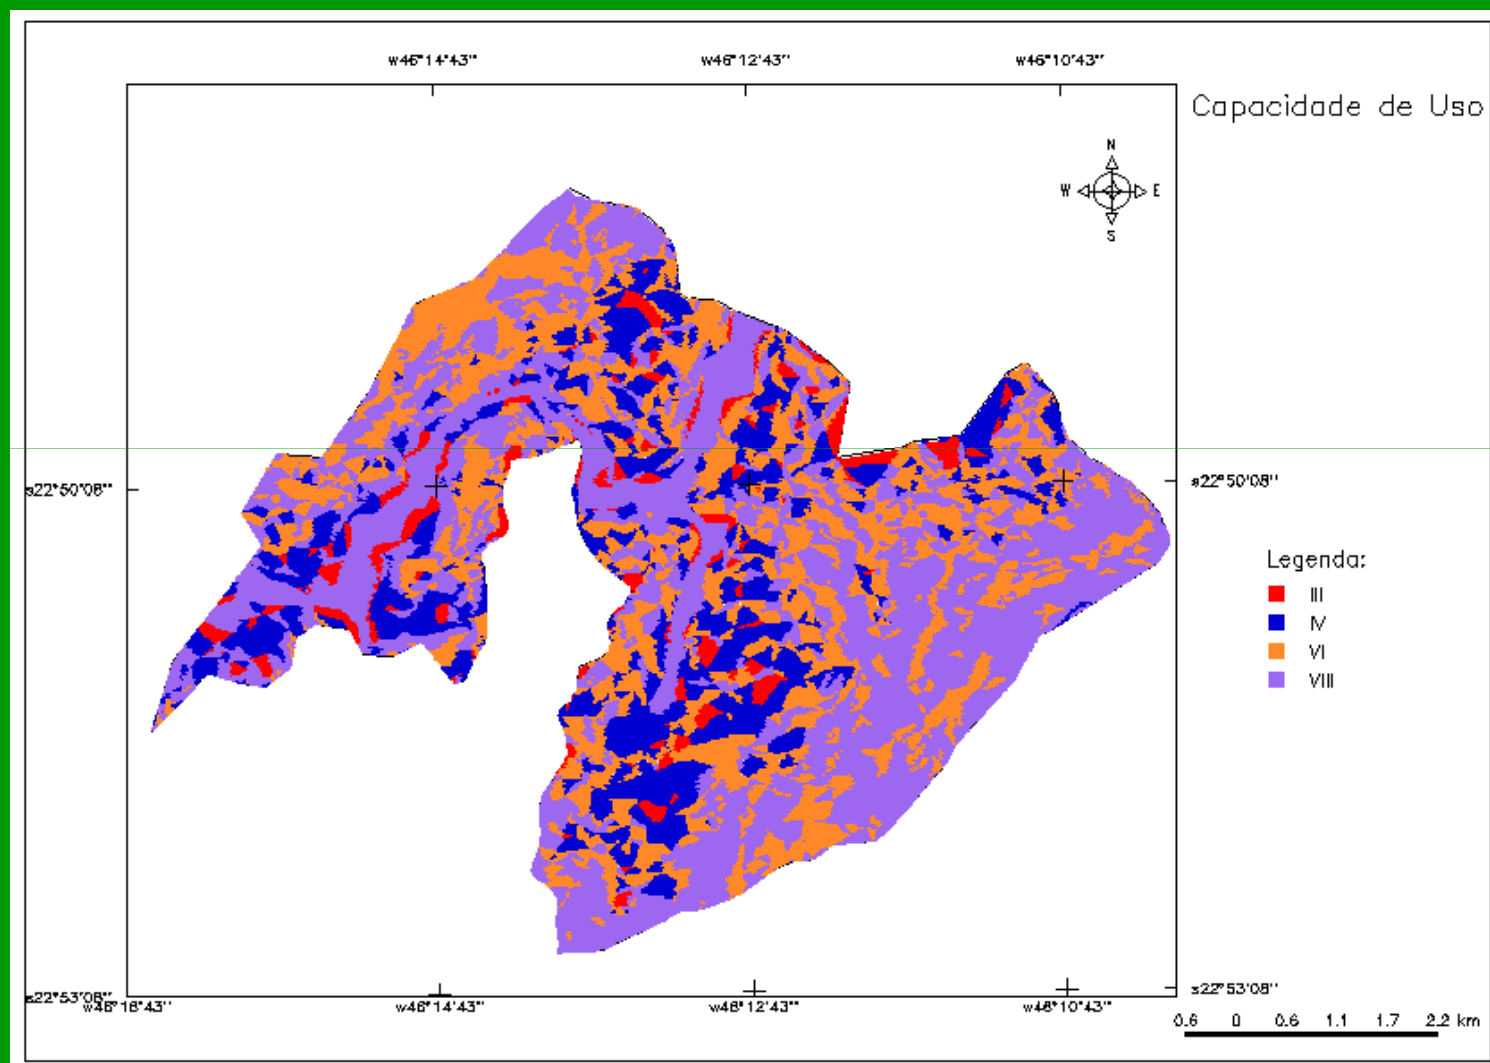 w46°14'43" w46°12'43" w46°10'43"
Capacidade de Uso
N
W E
S
s22°50'08" s22°50'08"
Legenda:
III
IV
VI
VIII
s22°53'08" s22°53'08"
w46°16'43" w46°14'43" w46°12'43" w46°10'43"
0.6 0 0.6 1.1 1.7 2.2 km